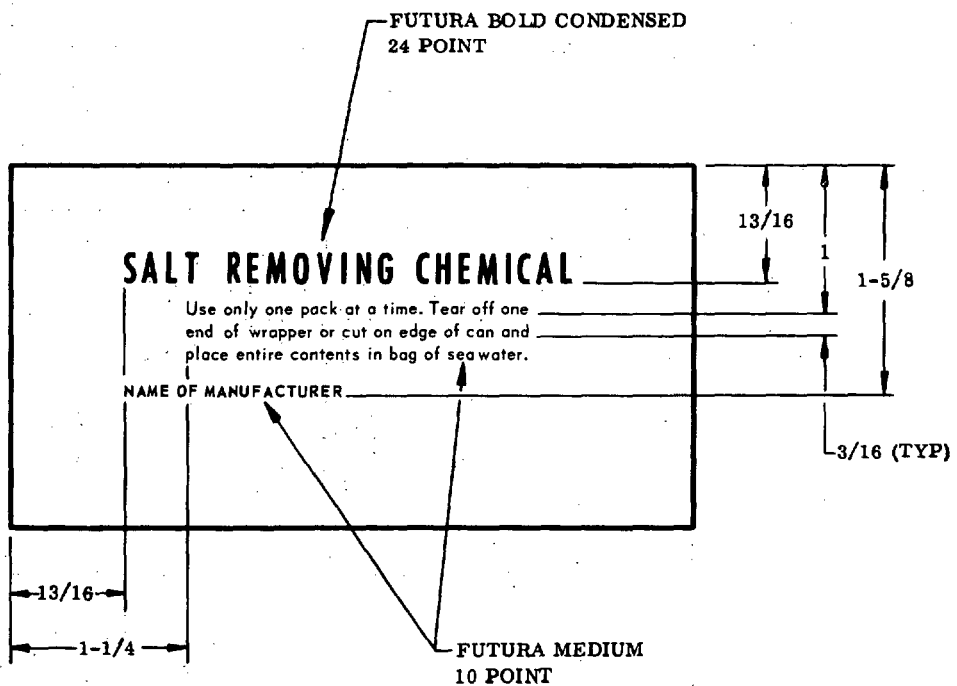 FUTURA BOLD CONDENSED
24 POINT
13/16
1
1-5/8
SALT REMOVING CHEMICAL
Use only one pack at a time. Tear off one
end of wrapper or cut on edge of can and
place entire contents in bag of sea water.
NAME OF MANUFACTURER
3/16 (TYP)
13/16
1-1/4
FUTURA MEDIUM
10 POINT